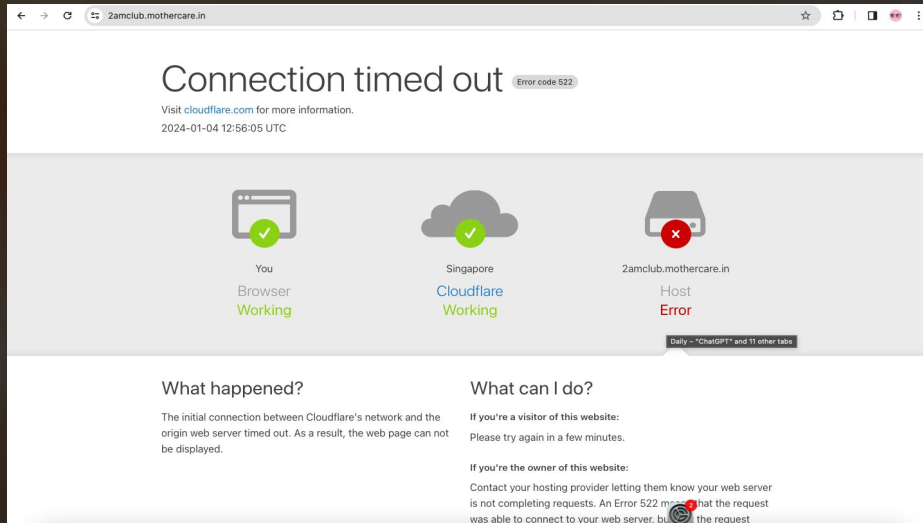 2amclub.mothercare.in
Connection timed out Error code 522
Visit cloudflare.com for more information.
2024-01-04 12:56:05 UTC
You
Browser
Working
Singapore
Cloudflare
Working
2amclub.mothercare.in
Host
Error
Daily – "ChatGPT" and 11 other tabs
What happened?
The initial connection between Cloudflare's network and the
origin web server timed out. As a result, the web page can not
be displayed.
What can I do?
If you're a visitor of this website:
Please try again in a few minutes.
If you're the owner of this website:
Contact your hosting provider letting them know your web server
is not completing requests. An Error 522 that the request
was able to connect to your web server, the request
2